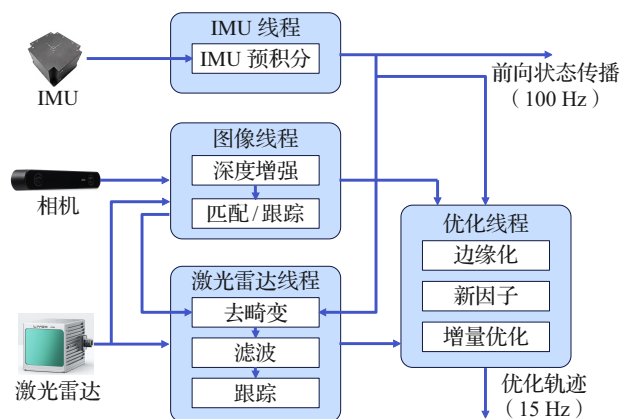 IMU 线程
IMU 预积分
IMU
前向状态传播
（100 Hz）
图像线程
深度增强
匹配/跟踪
相机
优化线程
边缘化
新因子
增量优化
激光雷达线程
去畸变
滤波
跟踪
激光雷达
优化轨迹
（15 Hz）